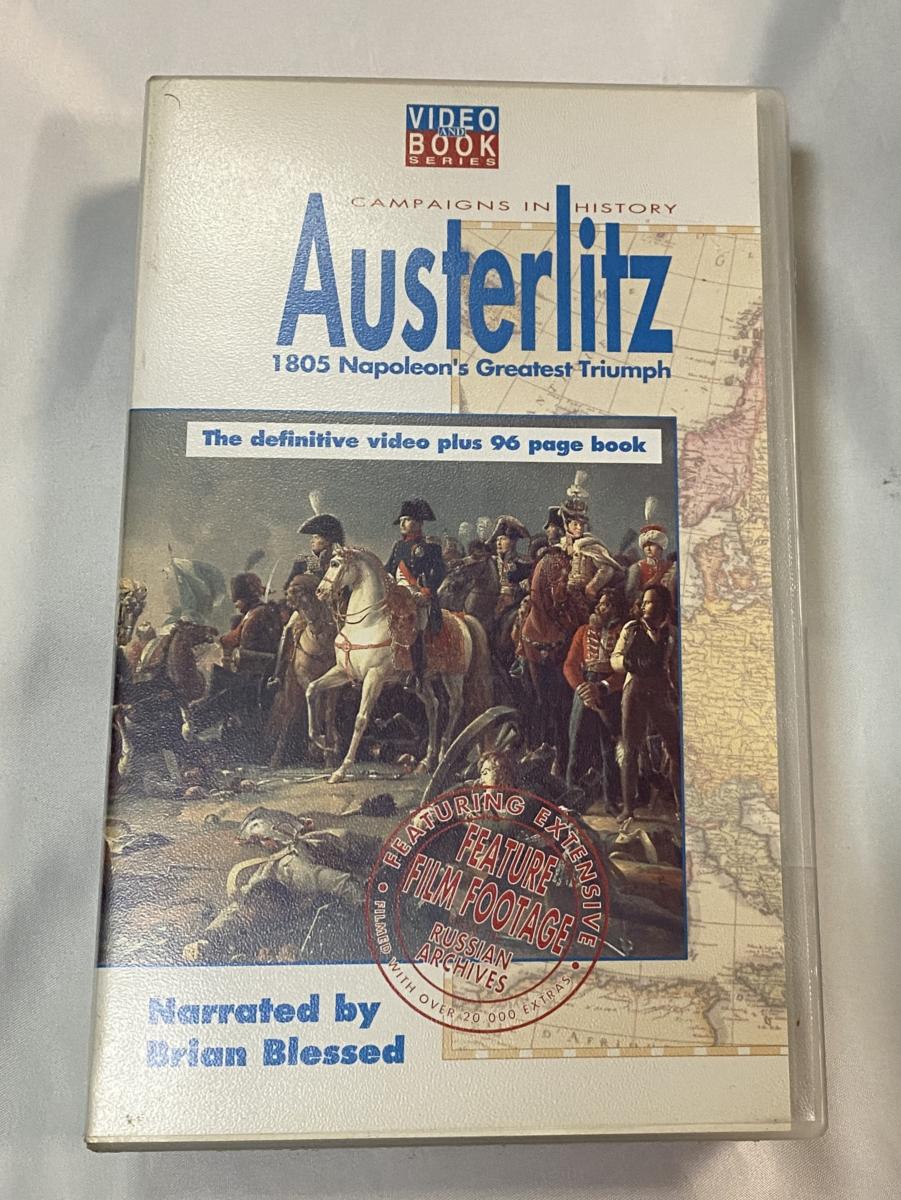 VIDEO
AND
BOOK
SERIES
CAMPAIGNS IN HISTORY
Austerlitz
1805 Napoleon's Greatest Triumph
The definitive video plus 96 page book
FEATURING EXTENSIVE
FEATURE
FILM FOOTAGE
RUSSIAN
ARCHIVES
• FILMED WITH OVER 20 000 EXTRAS •
Narrated by
Brian Blessed